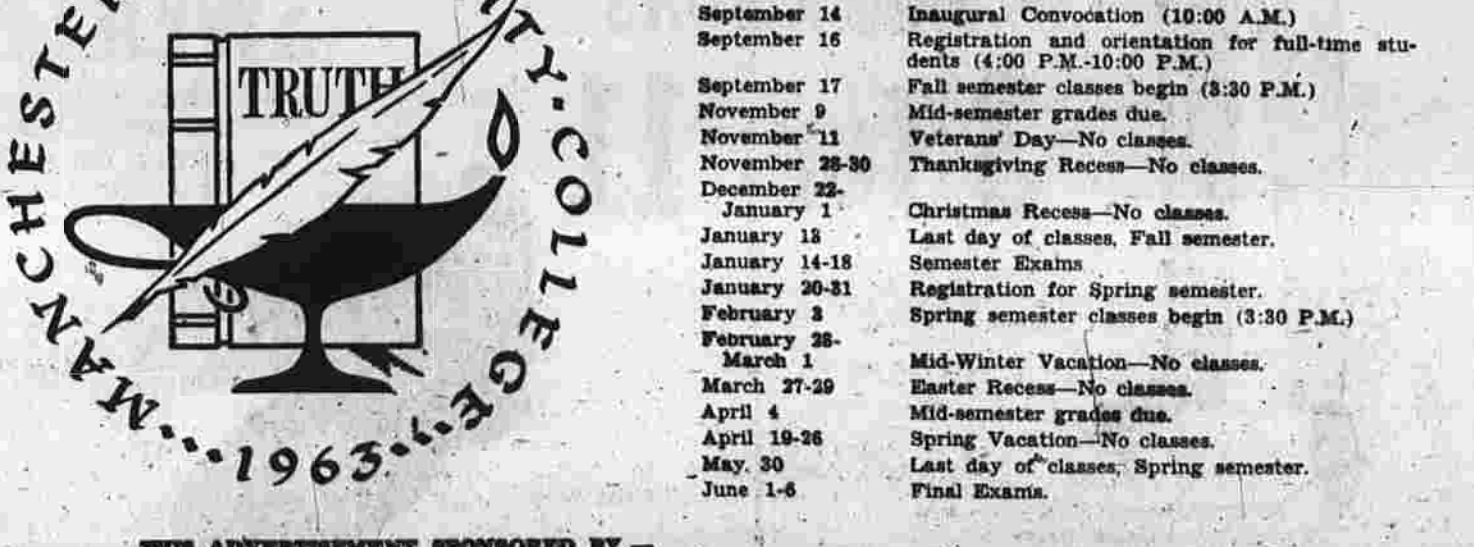 MANCHESTER
TY · COLLEGE
· · · 1963 · · ·
TRUTH
September 14 Inaugural Convocation (10:00 A.M.)
September 16 Registration and orientation for full-time stu-
dents (4:00 P.M.-10:00 P.M.)
September 17 Fall semester classes begin (3:30 P.M.)
November 9 Mid-semester grades due.
November 11 Veterans' Day—No classes.
November 28-30 Thanksgiving Recess—No classes.
December 22-
January 1 Christmas Recess—No classes.
January 13 Last day of classes, Fall semester.
January 14-18 Semester Exams
January 20-31 Registration for Spring semester.
February 3 Spring semester classes begin (3:30 P.M.)
February 28-
March 1 Mid-Winter Vacation—No classes.
March 27-29 Easter Recess—No classes.
April 4 Mid-semester grades due.
April 19-26 Spring Vacation—No classes.
May. 30 Last day of classes, Spring semester.
June 1-6 Final Exams.
THIS ADVERTISEMENT SPONSORED BY —